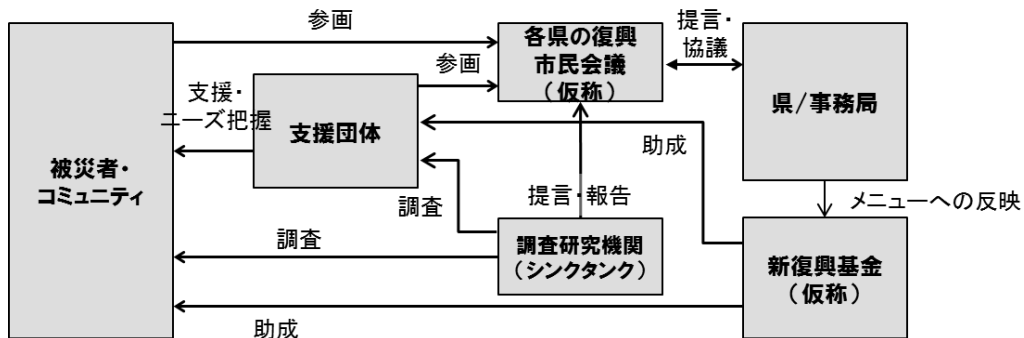 参画
各県の復興
市民会議
(仮称)
提言・
協議
県/事務局
参画
支援・
ニーズ把握
支援団体
被災者・
コミュニティ
助成
提言・報告
調査
メニューへの反映
調査
調査研究機関
(シンクタンク)
新復興基金
(仮称)
助成